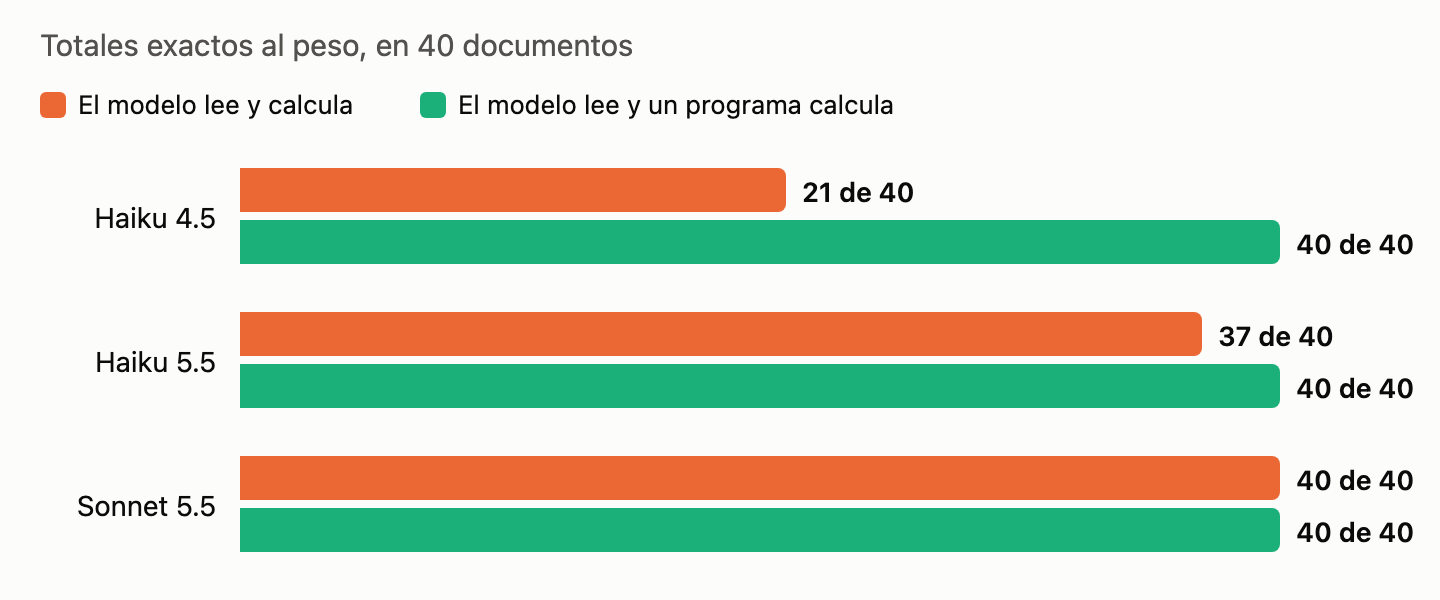 Totales exactos al peso, en 40 documentos
El modelo lee y calcula
El modelo lee y un programa calcula
Haiku 4.5
21 de 40
40 de 40
Haiku 5.5
37 de 40
40 de 40
Sonnet 5.5
40 de 40
40 de 40